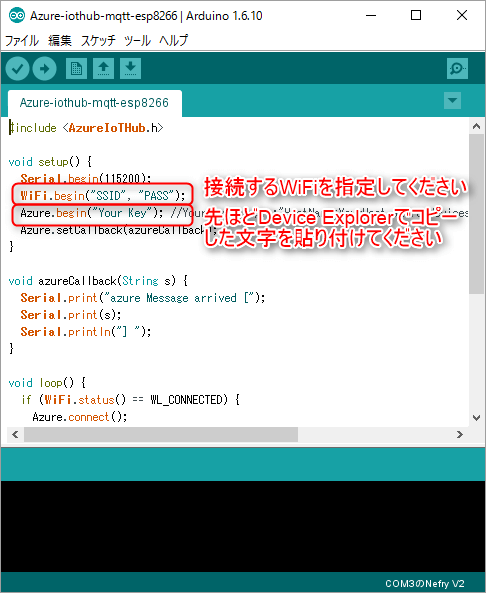 Azure-iothub-mqtt-esp8266 | Arduino 1.6.10
ファイル 編集 スケッチ ツール ヘルプ
Azure-iothub-mqtt-esp8266
#include <AzureIoTHub.h>
void setup() {
Serial.begin(115200);
WiFi.begin("SSID", "PASS");
接続するWiFiを指定してください
Azure.begin("Your Key"); //Your
先ほどDevice Explorerでコピー
した文字を貼り付けてください
Azure.setCallback(azureCallback);
}
void azureCallback(String s) {
Serial.print("azure Message arrived [");
Serial.print(s);
Serial.println("] ");
}
void loop() {
if (WiFi.status() == WL_CONNECTED) {
Azure.connect();
COM3のNefry V2